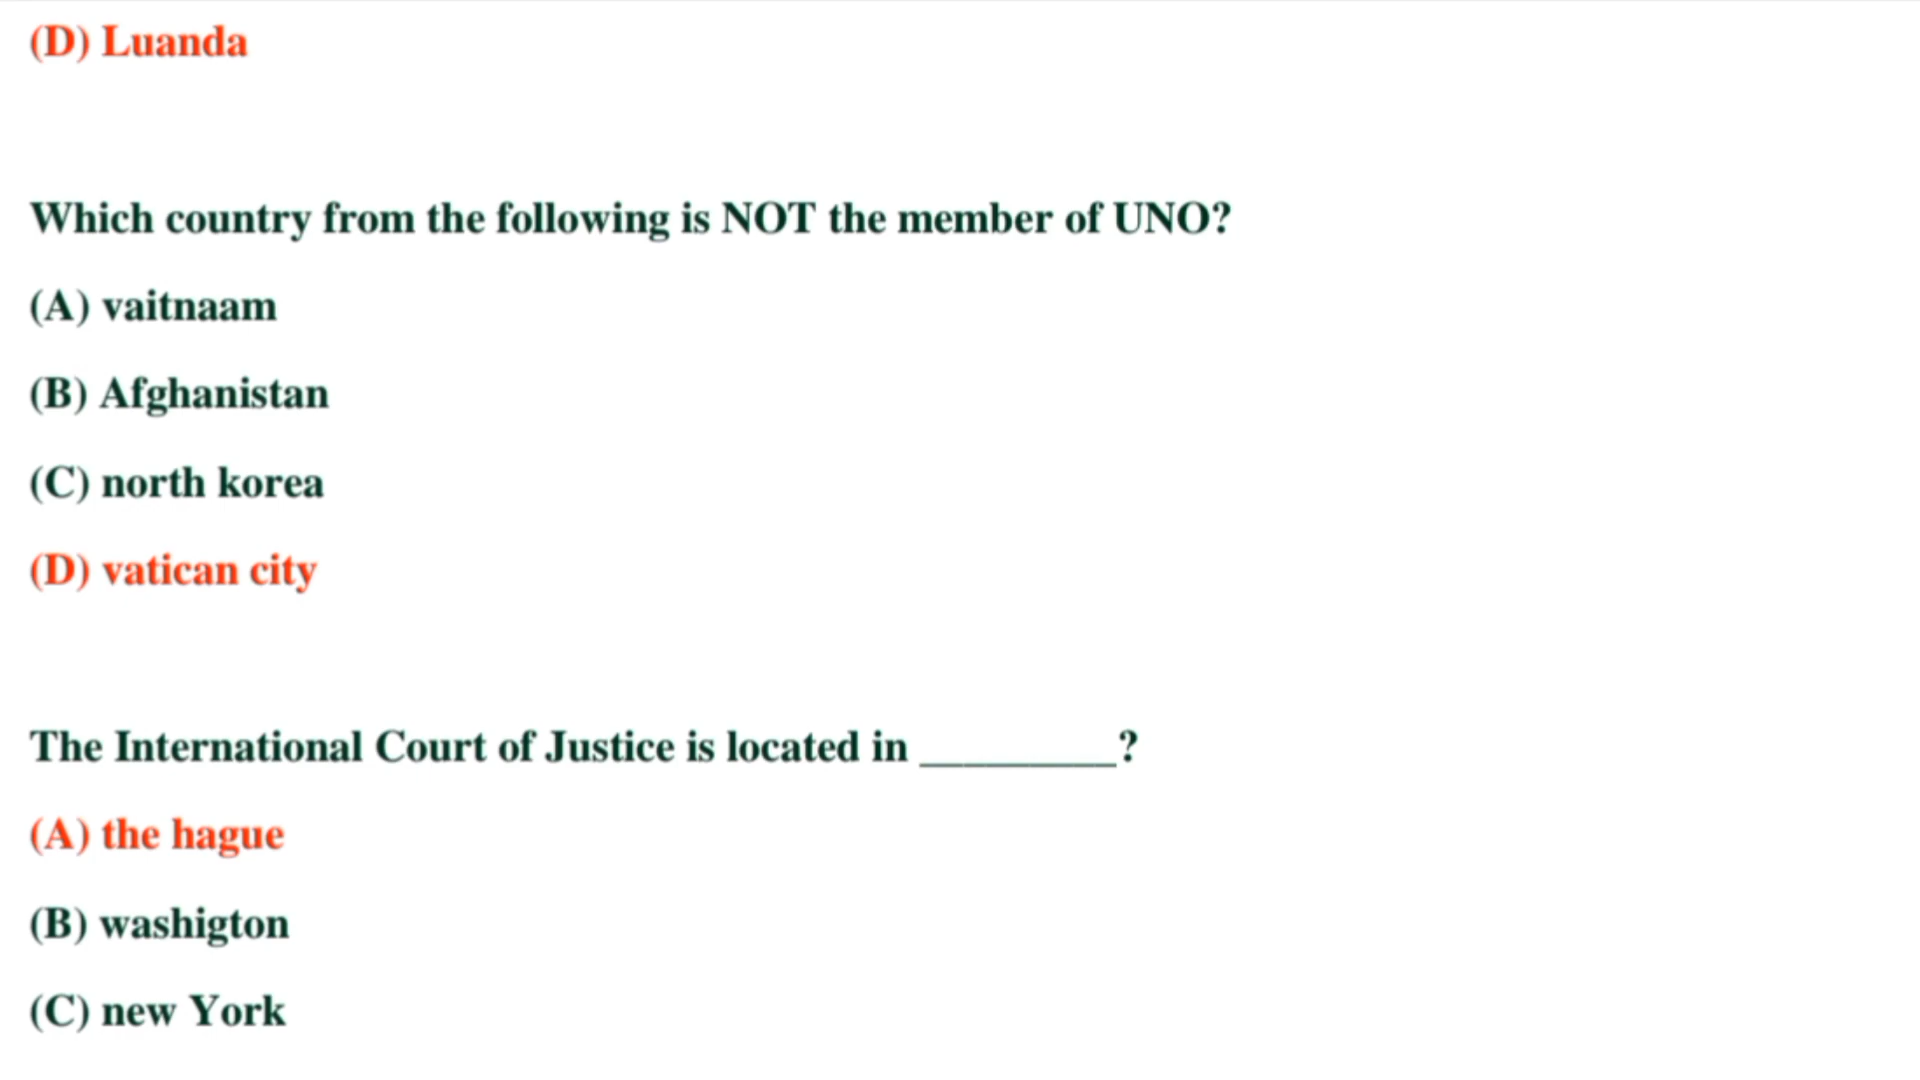 (D) Luanda
Which country from the following is NOT the member of UNO?
(A) vaitnaam
(B) Afghanistan
(C) north korea
(D) vatican city
The International Court of Justice is located in _________?
(A) the hague
(B) washigton
(C) new York